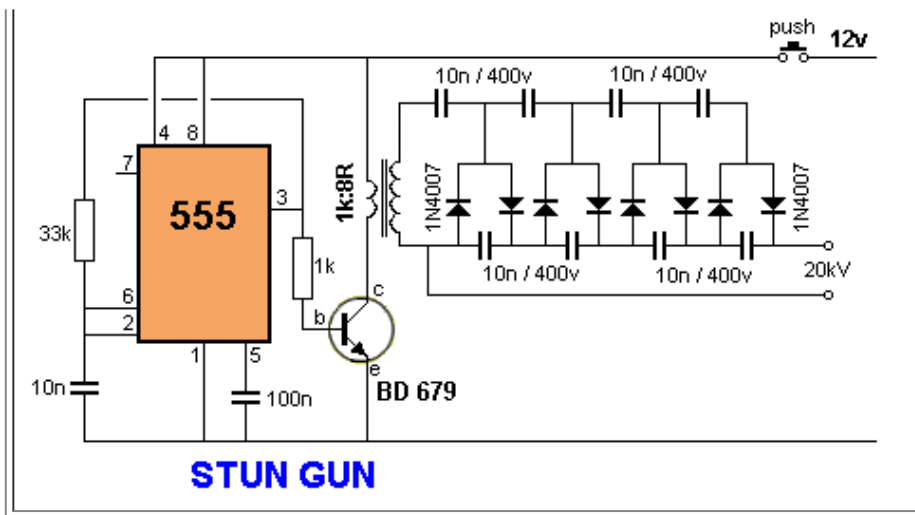 push
12v
10n / 400v
10n / 400v
4
8
7
1k:8R
1N4007
1N4007
555
3
33k
1k
10n / 400v
10n / 400v
20kV
6
2
c
b
1
5
e
10n
100n
BD 679
STUN GUN